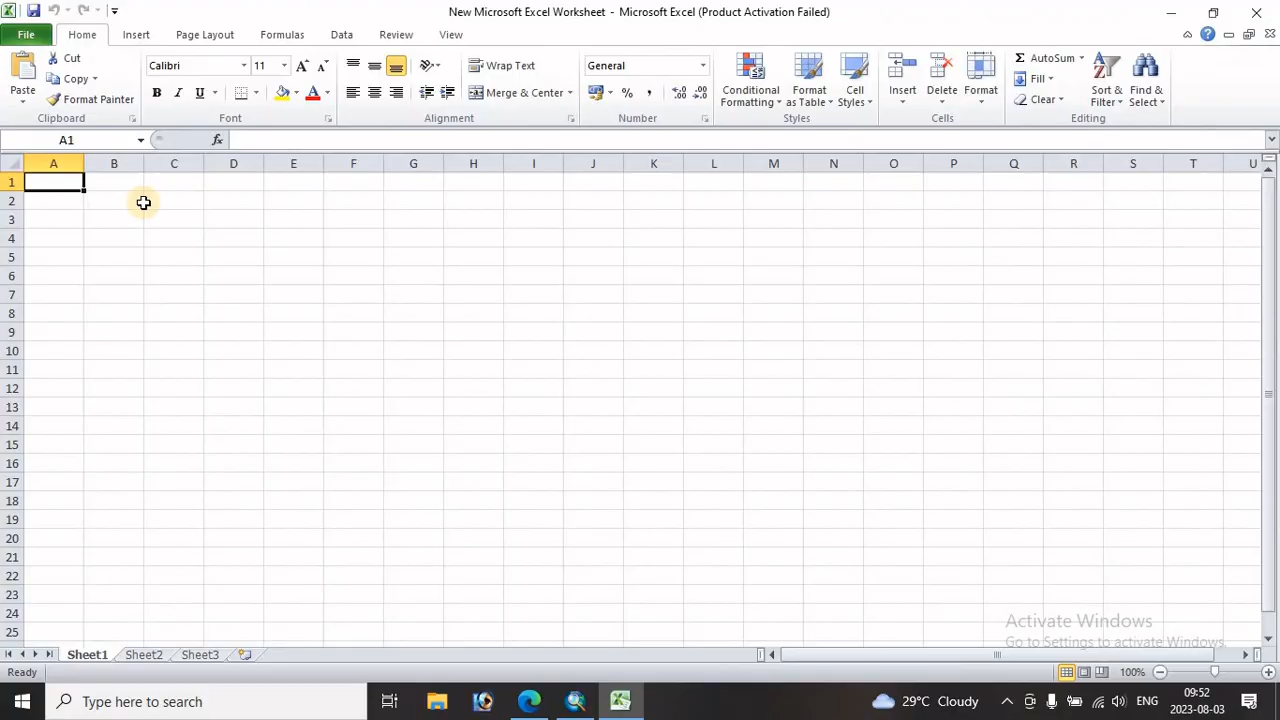 New Microsoft Excel Worksheet - Microsoft Excel (Product Activation Failed)
File Home Insert Page Layout Formulas Data Review View
Paste
Cut
Copy
Format Painter
Clipboard
Calibri 11
B I U
Font
Wrap Text
Merge & Center
Alignment
General
%
Number
Conditional Formatting
Format as Table
Cell Styles
Styles
Insert Delete Format
Cells
Σ AutoSum
Fill
Clear
Sort & Filter
Find & Select
Editing
A1 fx
A B C D E F G H I J K L M N O P Q R S T U
1
2
3
4
5
6
7
8
9
10
11
12
13
14
15
16
17
18
19
20
21
22
23
24
25
Activate Windows
Go to Settings to activate Windows.
Sheet1 Sheet2 Sheet3
Ready 100%
Type here to search 29°C Cloudy ENG 09:52
2023-08-03